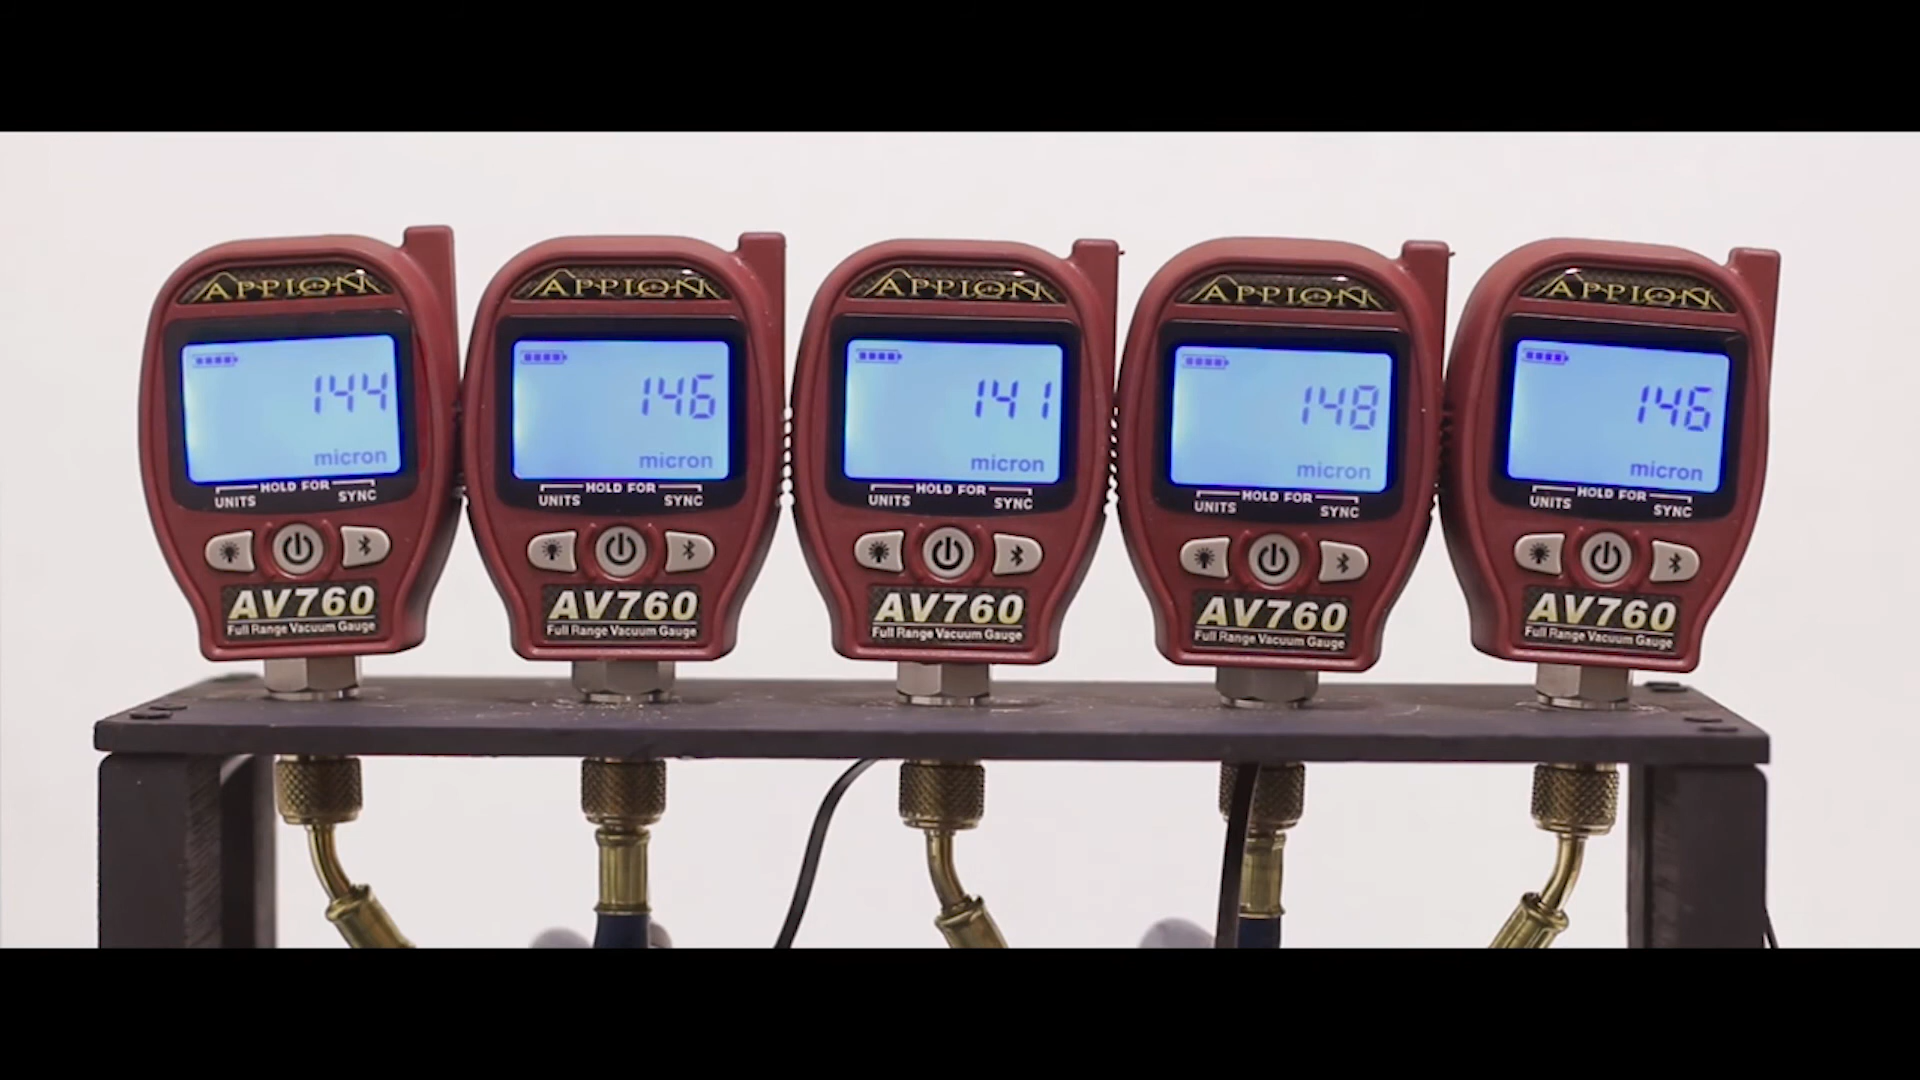 APPION
144
micron
HOLD FOR
UNITS SYNC
AV760
Full Range Vacuum Gauge
APPION
146
micron
HOLD FOR
UNITS SYNC
AV760
Full Range Vacuum Gauge
APPION
141
micron
HOLD FOR
UNITS SYNC
AV760
Full Range Vacuum Gauge
APPION
148
micron
HOLD FOR
UNITS SYNC
AV760
Full Range Vacuum Gauge
APPION
146
micron
HOLD FOR
UNITS SYNC
AV760
Full Range Vacuum Gauge